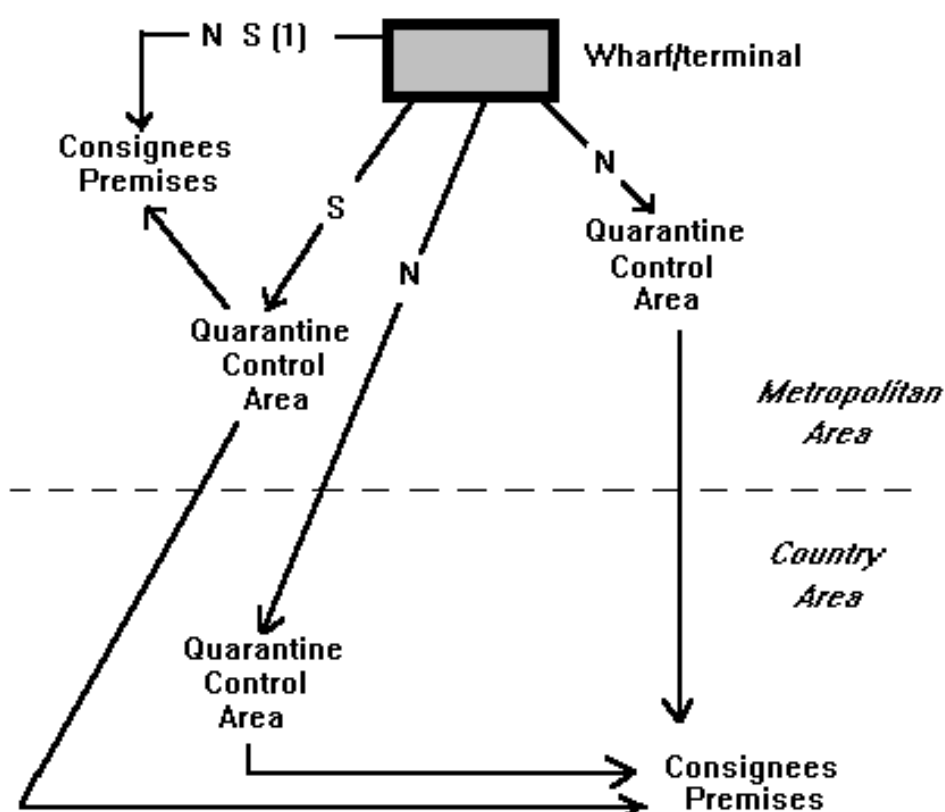 N S (1)
Wharf/terminal
Consignees
Premises
N
S
Quarantine
Control
Area
N
Quarantine
Control
Area
Metropolitan
Area
Country
Area
Quarantine
Control
Area
Consignees
Premises